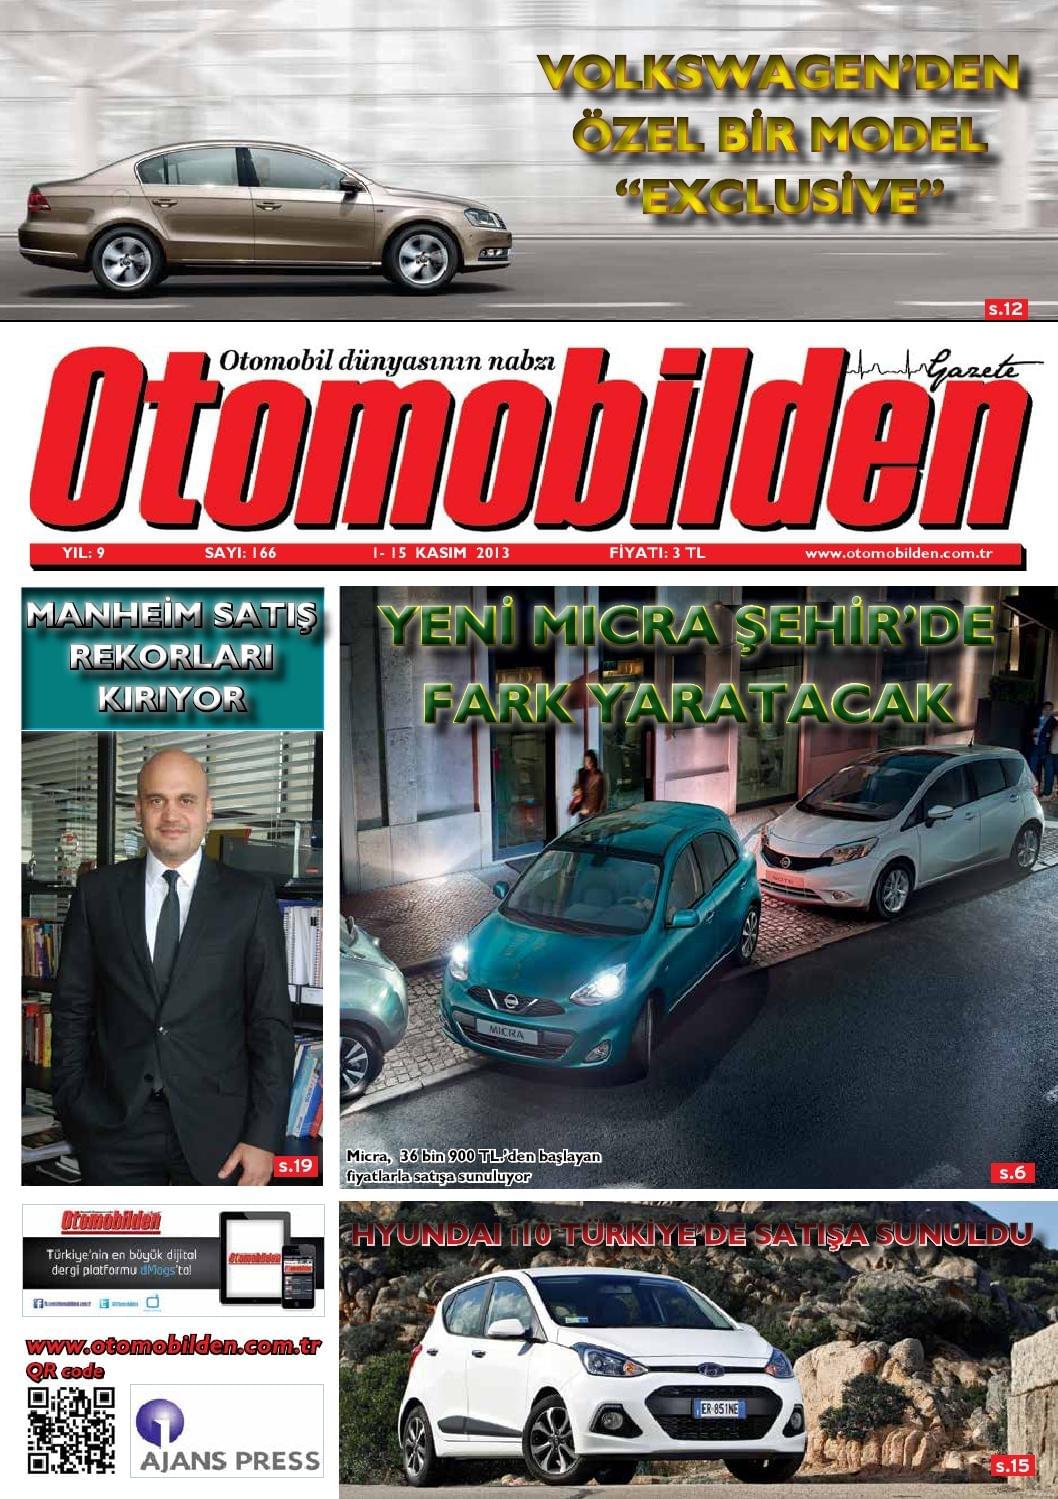 VOLKSWAGEN’DEN
ÖZEL BİR MODEL
“EXCLUSİVE”
s.12
Otomobil dünyasının nabzı
Gazete
Otomobilden
YIL: 9 SAYI: 166 1- 15 KASIM 2013 FİYATI: 3 TL www.otomobilden.com.tr
MANHEİM SATIŞ
REKORLARI
KIRIYOR
s.19
YENİ MICRA ŞEHİR’DE
FARK YARATACAK
NOTE
MICRA
Micra, 36 bin 900 TL.’den başlayan
fiyatlarla satışa sunuluyor
s.6
Otomobilden
Türkiye'nin en büyük dijital
dergi platformu dMags'ta!
Otomobilden
www.otomobilden.com.tr
QR code
AJANS PRESS
HYUNDAI i10 TÜRKİYE’DE SATIŞA SUNULDU
ER·851NE
s.15